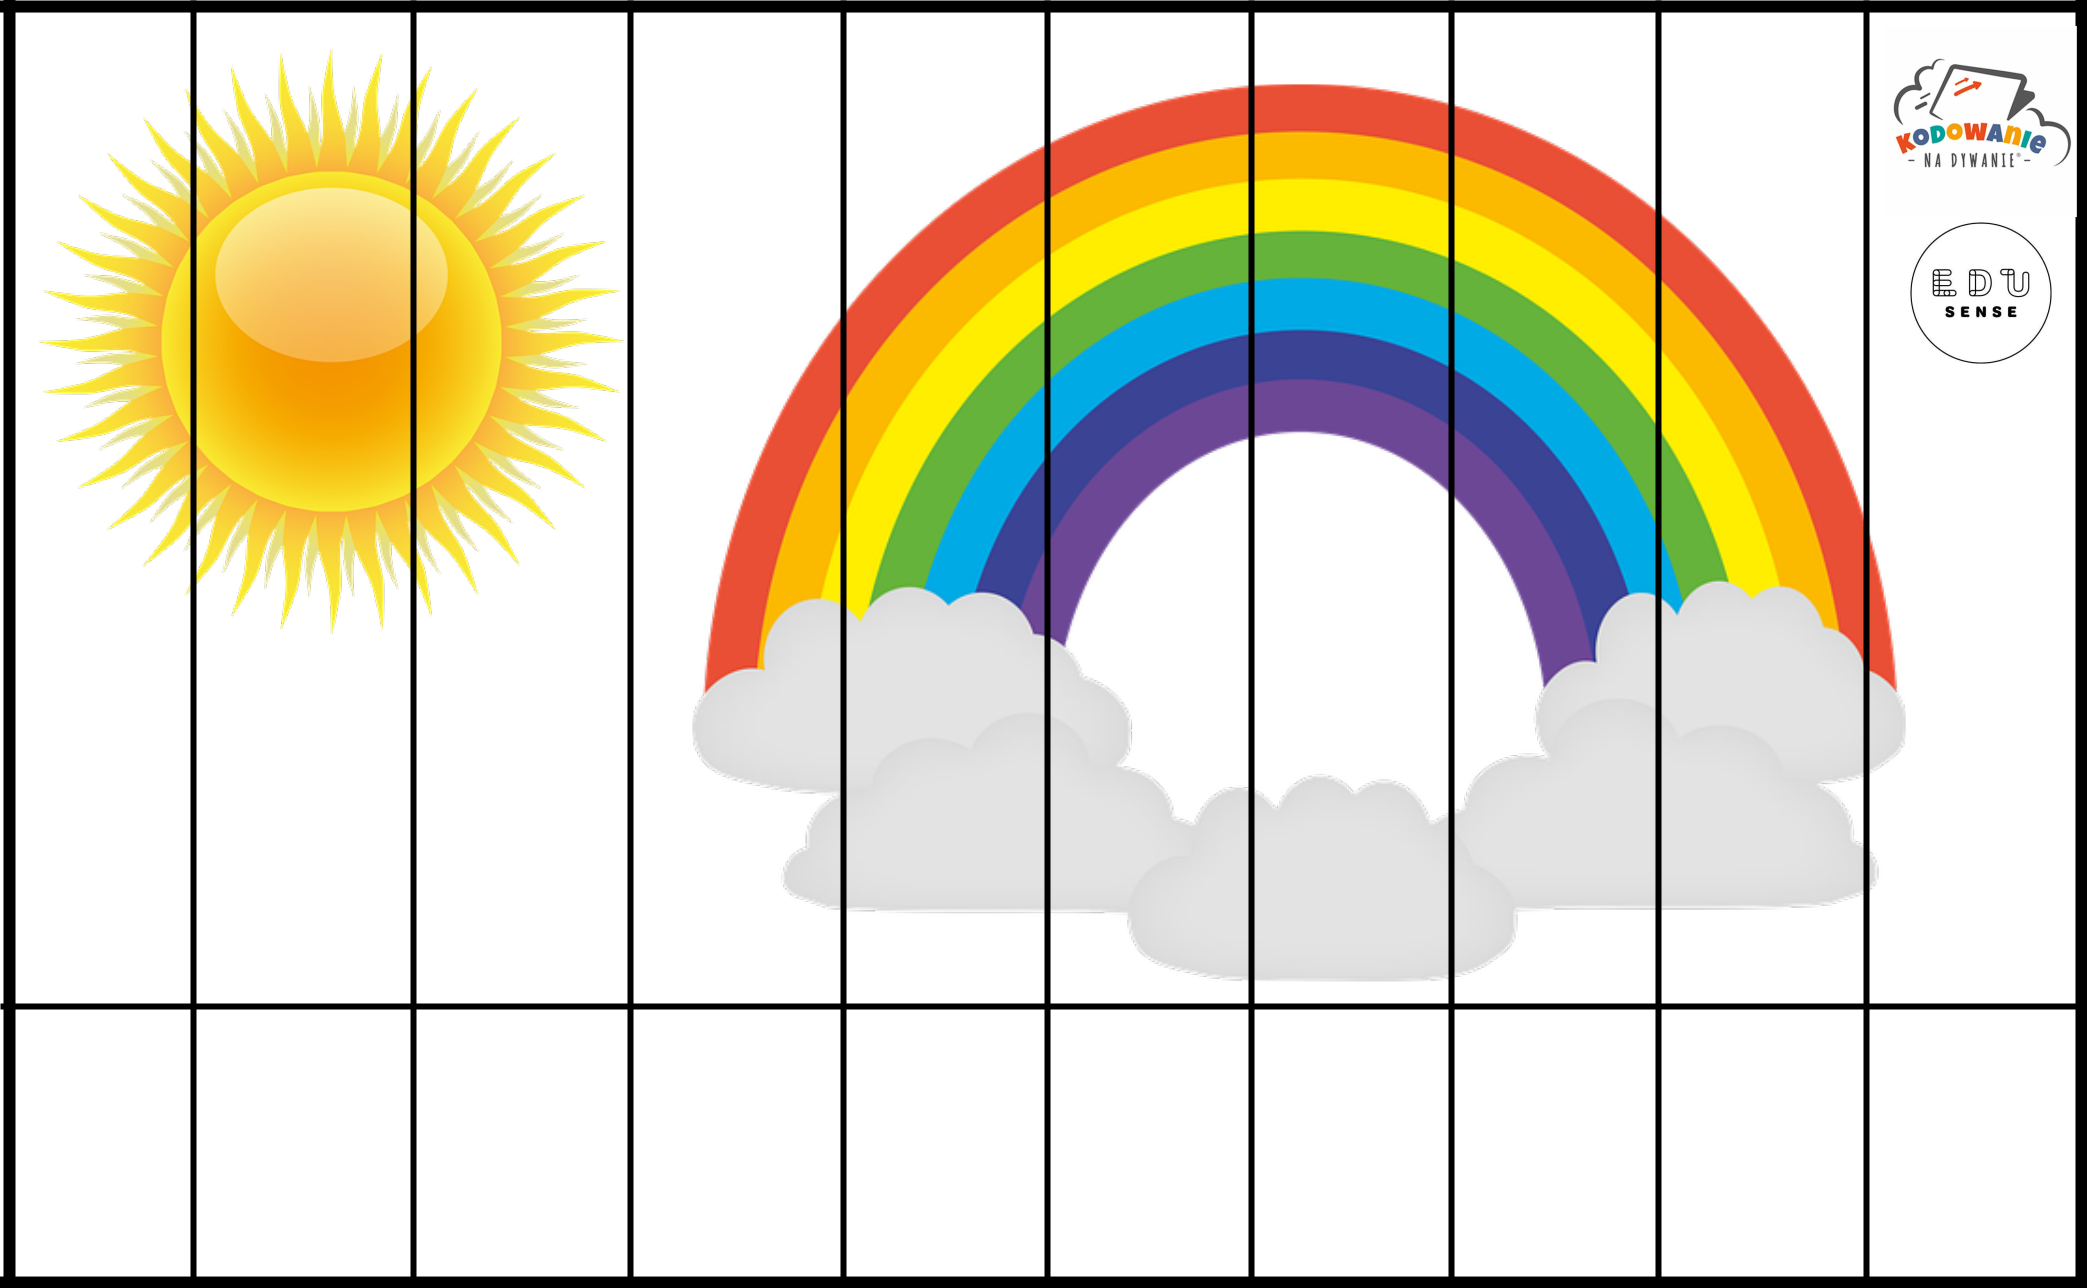 KODOWANIE
- NA DYWANIE® -
EDU
SENSE